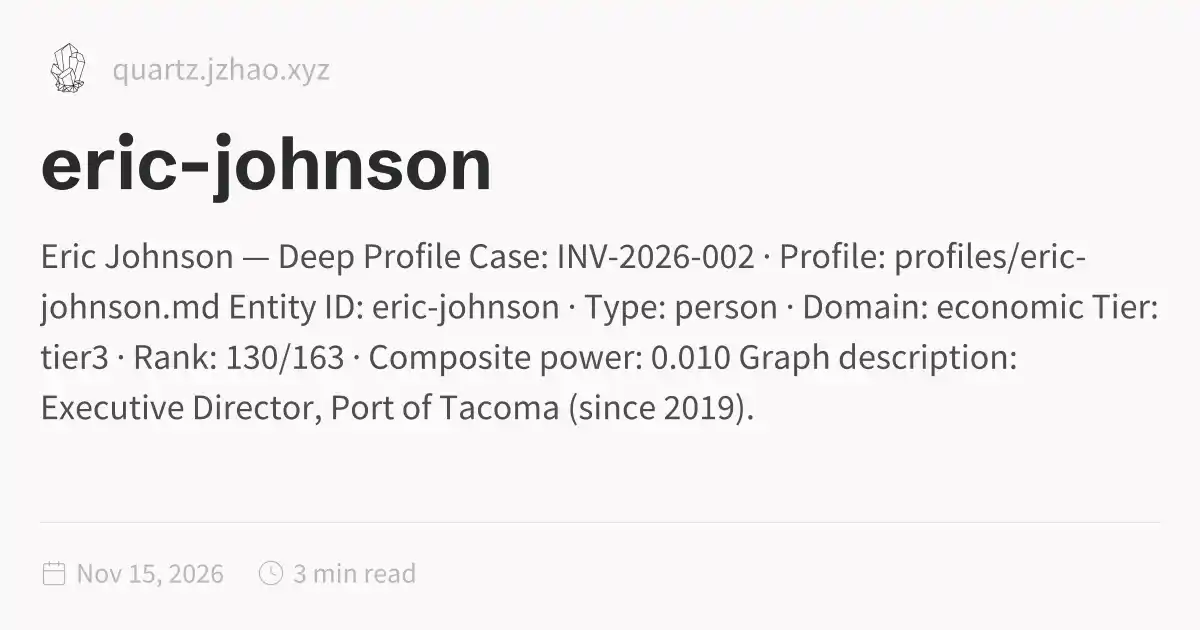 quartz.jzhao.xyz
eric-johnson
Eric Johnson — Deep Profile Case: INV-2026-002 · Profile: profiles/eric-
johnson.md Entity ID: eric-johnson · Type: person · Domain: economic Tier:
tier3 · Rank: 130/163 · Composite power: 0.010 Graph description:
Executive Director, Port of Tacoma (since 2019).
Nov 15, 2026 3 min read